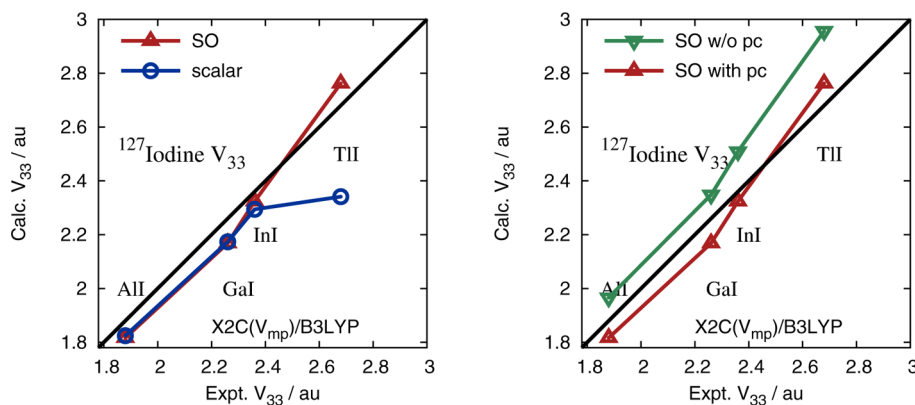 3
2.8
2.6
2.4
2.2
2
1.8
1.8
2
2.2
2.4
2.6
2.8
3
Calc. V33 / au
Expt. V33 / au
SO
scalar
127Iodine V33
TlI
InI
AlI
GaI
X2C(Vmp)/B3LYP
3
2.8
2.6
2.4
2.2
2
1.8
1.8
2
2.2
2.4
2.6
2.8
3
Calc. V33 / au
Expt. V33 / au
SO w/o pc
SO with pc
127Iodine V33
TlI
InI
AlI
GaI
X2C(Vmp)/B3LYP